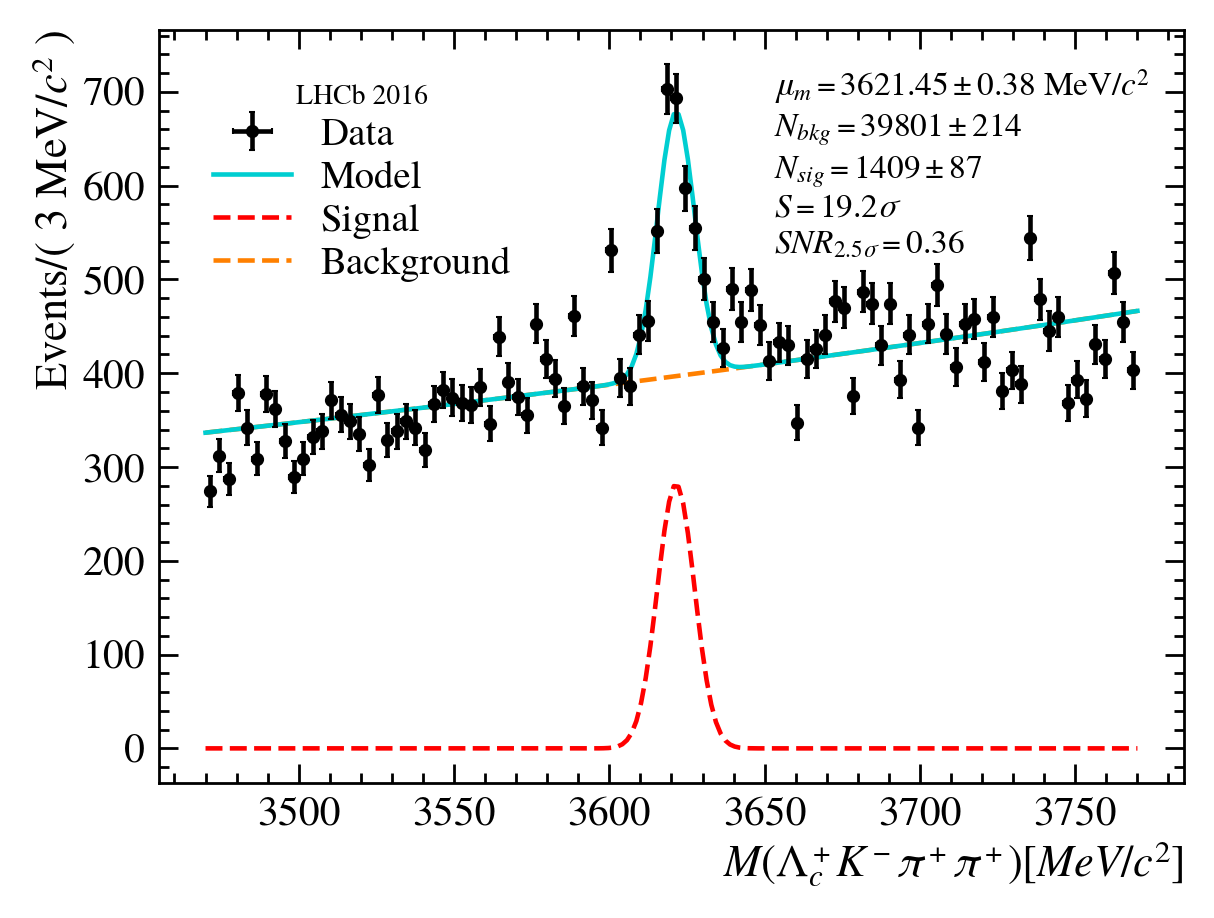 Events/( 3 MeV/c² )
700
600
500
400
300
200
100
0
LHCb 2016
Data
Model
Signal
Background
μ_m = 3621.45 ± 0.38 MeV/c²
N_bkg = 39801 ± 214
N_sig = 1409 ± 87
S = 19.2σ
SNR_2.5σ = 0.36
3500 3550 3600 3650 3700 3750
M(Λ_c⁺ K⁻ π⁺ π⁺)[MeV/c²]